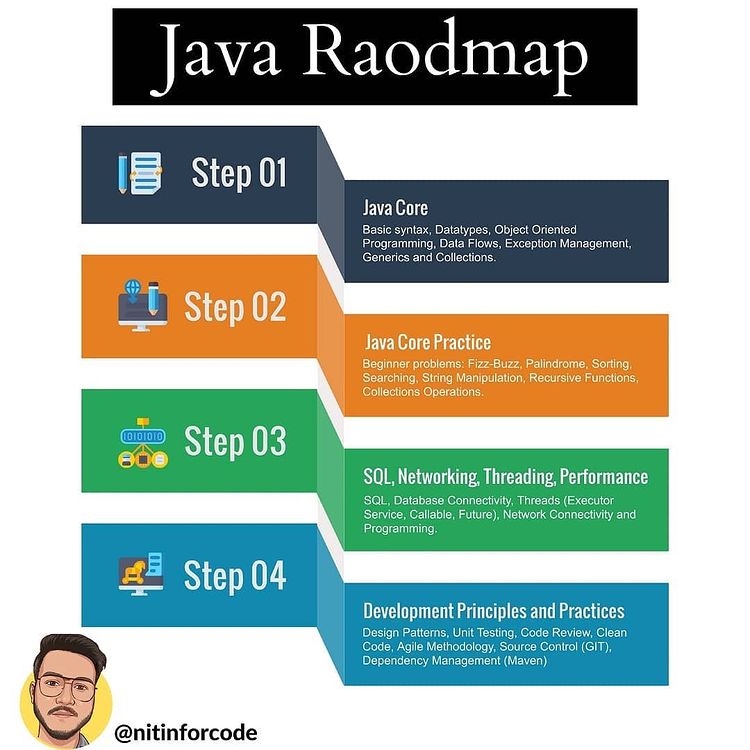 Java Raodmap
Step 01
Java Core
Basic syntax, Datatypes, Object Oriented
Programming, Data Flows, Exception Management,
Generics and Collections.
Step 02
Java Core Practice
Beginner problems: Fizz-Buzz, Palindrome, Sorting,
Searching, String Manipulation, Recursive Functions,
Collections Operations.
Step 03
01010101
SQL, Networking, Threading, Performance
SQL, Database Connectivity, Threads (Executor
Service, Callable, Future), Network Connectivity and
Programming.
Step 04
Development Principles and Practices
Design Patterns, Unit Testing, Code Review, Clean
Code, Agile Methodology, Source Control (GIT),
Dependency Management (Maven)
@nitinforcode